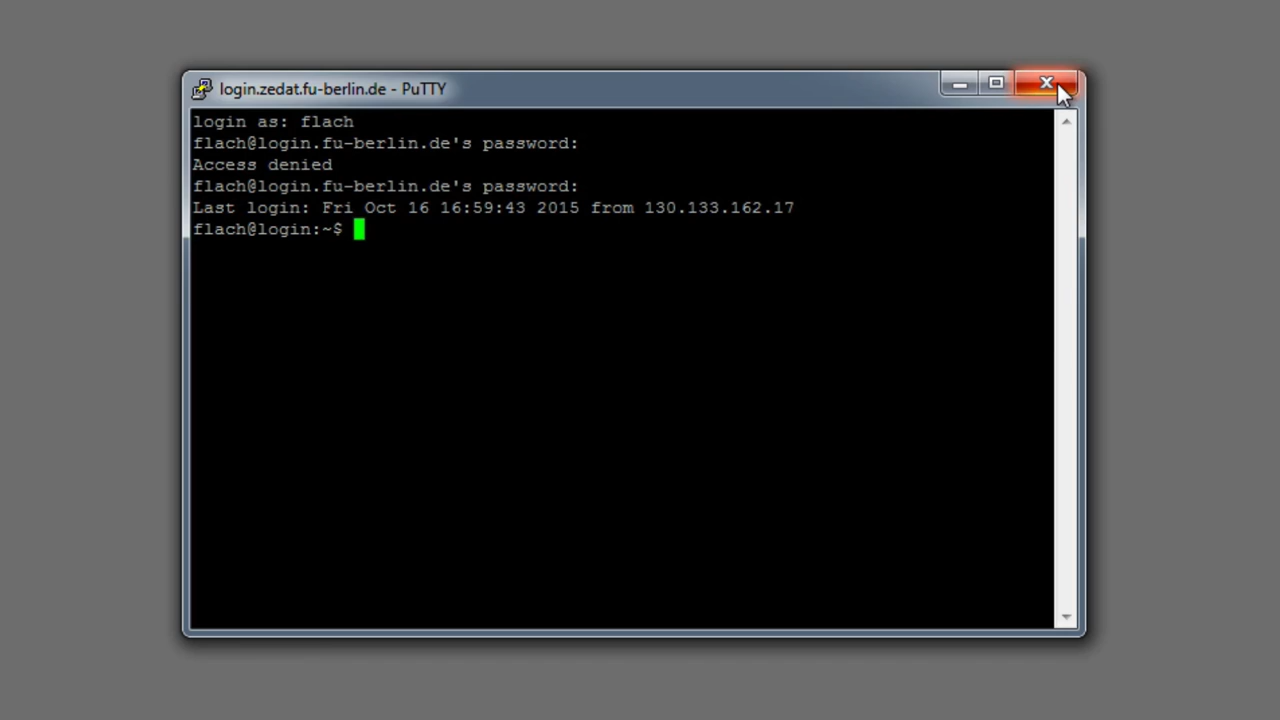 login.zedat.fu-berlin.de - PuTTY
login as: flach
flach@login.fu-berlin.de's password:
Access denied
flach@login.fu-berlin.de's password:
Last login: Fri Oct 16 16:59:43 2015 from 130.133.162.17
flach@login:~$